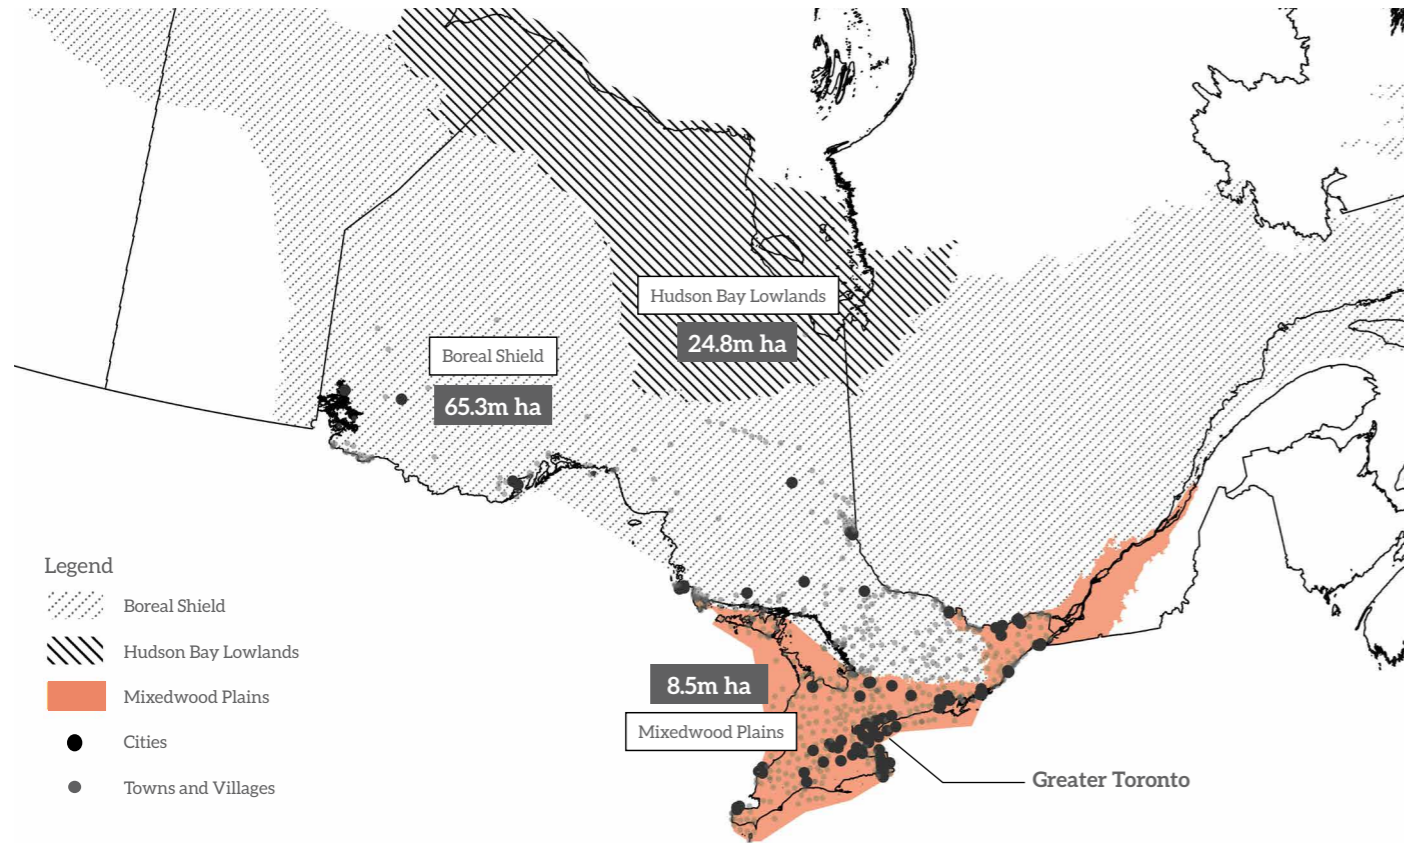 Hudson Bay Lowlands
24.8m ha
Boreal Shield
65.3m ha
Legend
Boreal Shield
Hudson Bay Lowlands
Mixedwood Plains
Cities
Towns and Villages
8.5m ha
Mixedwood Plains
Greater Toronto